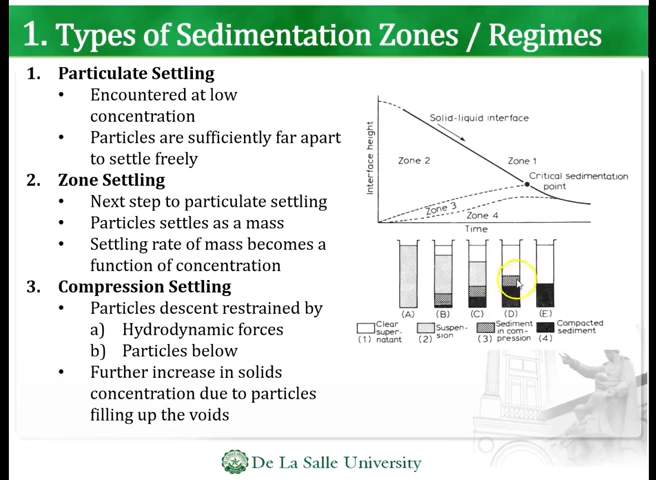 1. Types of Sedimentation Zones / Regimes
1. Particulate Settling
• Encountered at low
concentration
• Particles are sufficiently far apart
to settle freely
2. Zone Settling
• Next step to particulate settling
• Particles settles as a mass
• Settling rate of mass becomes a
function of concentration
3. Compression Settling
• Particles descent restrained by
a) Hydrodynamic forces
b) Particles below
• Further increase in solids
concentration due to particles
filling up the voids
Solid-liquid interface
Interface height
Zone 2
Zone 1
Critical sedimentation
point
Zone 3
Zone 4
Time
(A) (B) (C) (D) (E)
Clear
super-
(1) natant
Suspen-
(2) sion
Sediment
in com-
(3) pression
Compacted
(4) sediment
De La Salle University